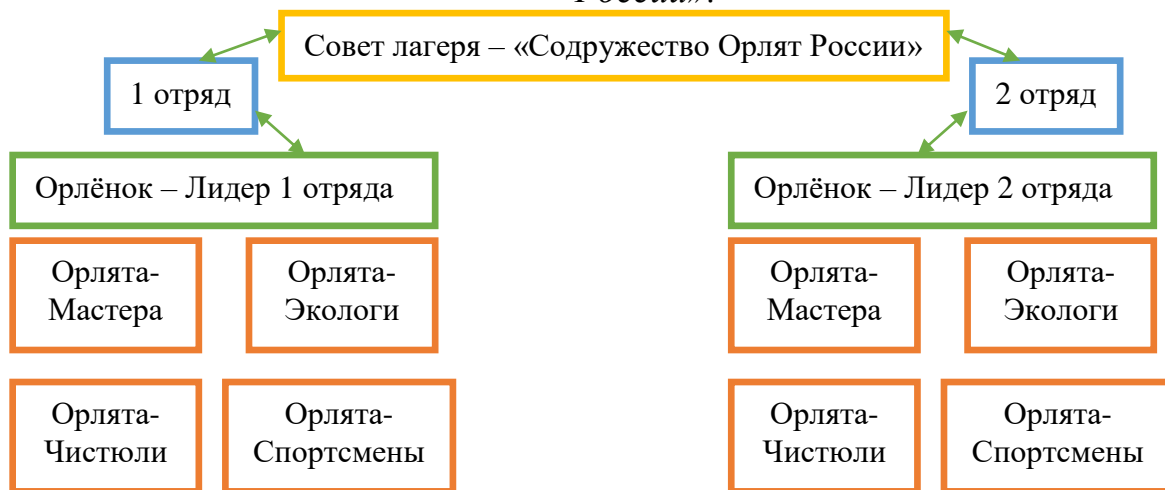 России».
Совет лагеря – «Содружество Орлят России»
1 отряд
2 отряд
Орлёнок – Лидер 1 отряда
Орлёнок – Лидер 2 отряда
Орлята-
Мастера
Орлята-
Экологи
Орлята-
Мастера
Орлята-
Экологи
Орлята-
Чистюли
Орлята-
Спортсмены
Орлята-
Чистюли
Орлята-
Спортсмены